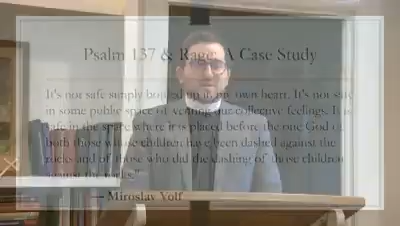 Psalm 137 & Rage: A Case Study
It's not safe simply bottled up in my own heart. It's not safe
in some public space of venting our collective feelings. It is
safe in the space where it is placed before the one God of
both those whose children have been dashed against the
rocks and of those who did the dashing of those children
against the rocks.
— Miroslav Volf